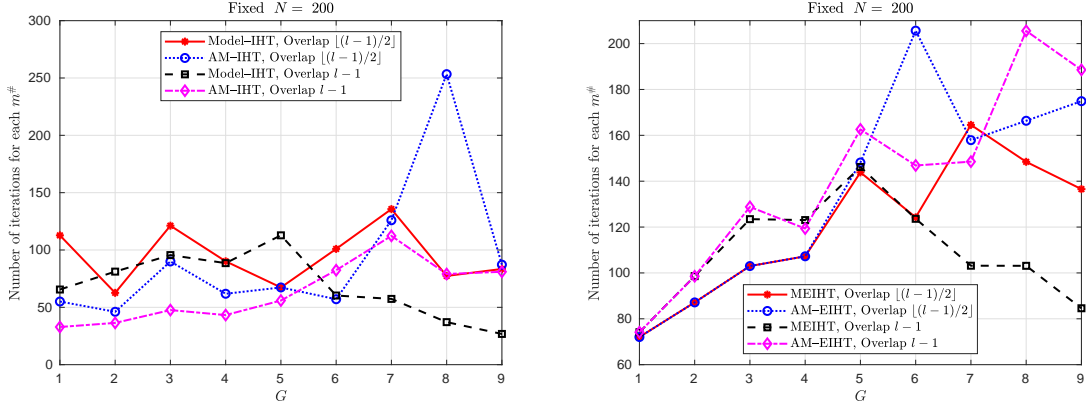 Fixed N = 200
Number of iterations for each m^#
300
250
200
150
100
50
0
Model–IHT, Overlap ⌊(l − 1)/2⌋
AM–IHT, Overlap ⌊(l − 1)/2⌋
Model–IHT, Overlap l − 1
AM–IHT, Overlap l − 1
1 2 3 4 5 6 7 8 9
G
Fixed N = 200
Number of iterations for each m^#
200
180
160
140
120
100
80
60
MEIHT, Overlap ⌊(l − 1)/2⌋
AM–EIHT, Overlap ⌊(l − 1)/2⌋
MEIHT, Overlap l − 1
AM–EIHT, Overlap l − 1
1 2 3 4 5 6 7 8 9
G